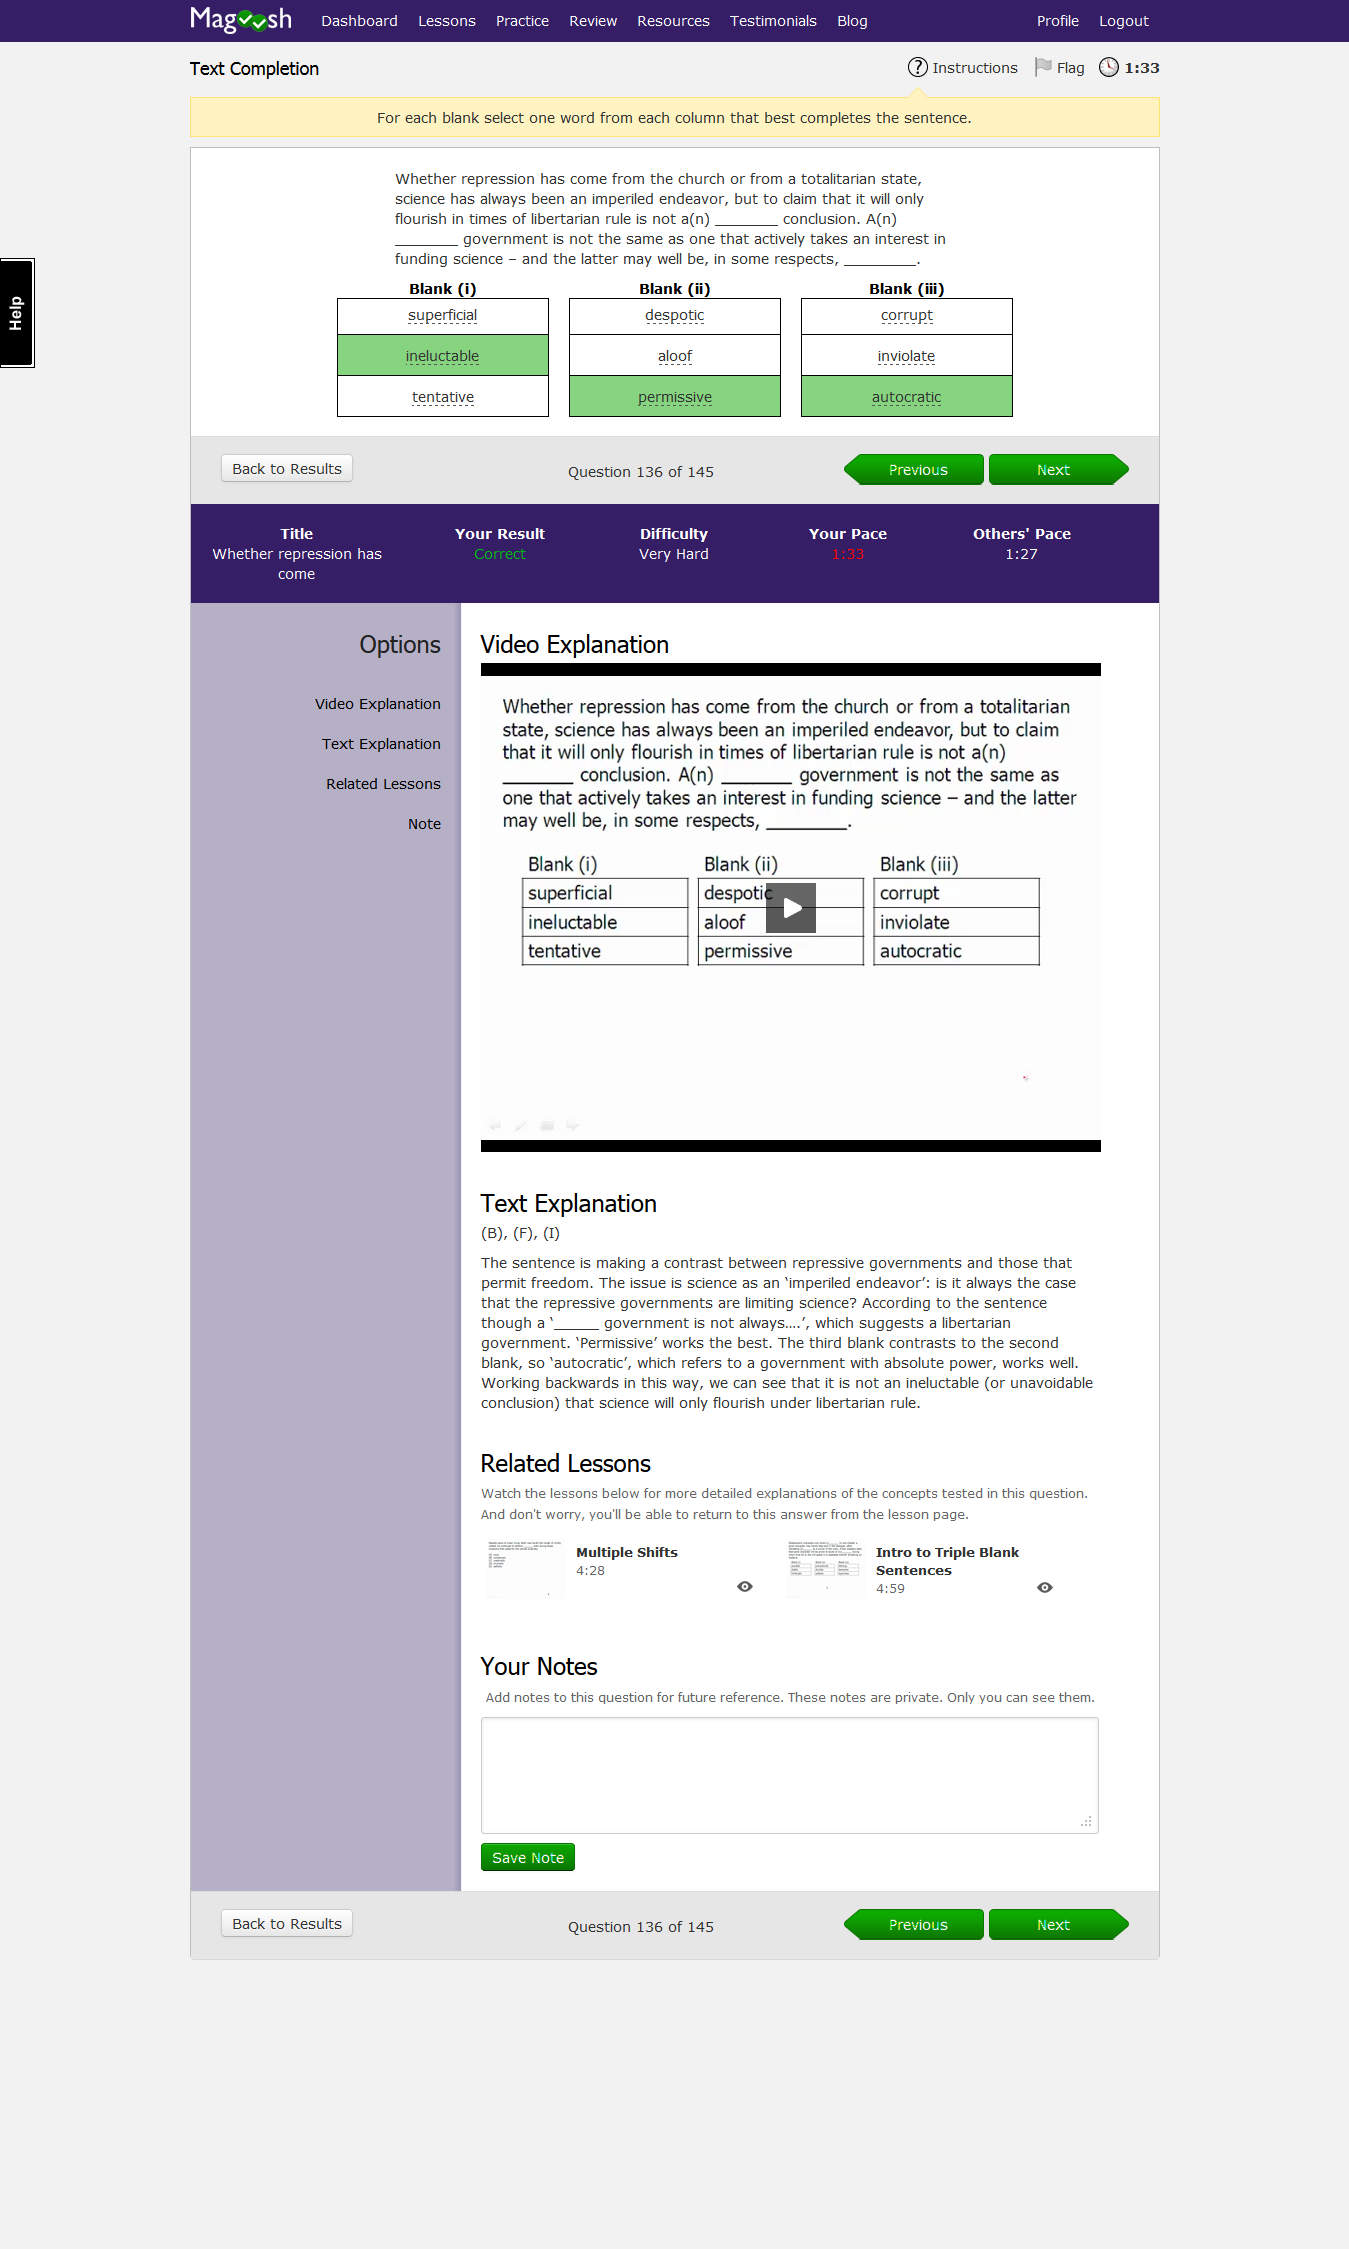 Magoosh Dashboard Lessons Practice Review Resources Testimonials Blog Profile Logout
Text Completion ? Instructions Flag 1:33
For each blank select one word from each column that best completes the sentence.
Help
Whether repression has come from the church or from a totalitarian state,
science has always been an imperiled endeavor, but to claim that it will only
flourish in times of libertarian rule is not a(n) _______ conclusion. A(n)
_______ government is not the same as one that actively takes an interest in
funding science – and the latter may well be, in some respects, ________.
Blank (i) Blank (ii) Blank (iii)
superficial despotic corrupt
ineluctable aloof inviolate
tentative permissive autocratic
Back to Results Question 136 of 145 Previous Next
Title Your Result Difficulty Your Pace Others' Pace
Whether repression has Correct Very Hard 1:33 1:27
come
Options
Video Explanation
Text Explanation
Related Lessons
Note
Video Explanation
Whether repression has come from the church or from a totalitarian
state, science has always been an imperiled endeavor, but to claim
that it will only flourish in times of libertarian rule is not a(n)
_______ conclusion. A(n) _______ government is not the same as
one that actively takes an interest in funding science – and the latter
may well be, in some respects, ________.
Blank (i) Blank (ii) Blank (iii)
superficial despotic corrupt
ineluctable aloof inviolate
tentative permissive autocratic
Text Explanation
(B), (F), (I)
The sentence is making a contrast between repressive governments and those that
permit freedom. The issue is science as an ‘imperiled endeavor’: is it always the case
that the repressive governments are limiting science? According to the sentence
though a ‘_____ government is not always....’, which suggests a libertarian
government. ‘Permissive’ works the best. The third blank contrasts to the second
blank, so ‘autocratic’, which refers to a government with absolute power, works well.
Working backwards in this way, we can see that it is not an ineluctable (or unavoidable
conclusion) that science will only flourish under libertarian rule.
Related Lessons
Watch the lessons below for more detailed explanations of the concepts tested in this question.
And don't worry, you'll be able to return to this answer from the lesson page.
Multiple Shifts
4:28
Intro to Triple Blank
Sentences
4:59
Your Notes
Add notes to this question for future reference. These notes are private. Only you can see them.
Save Note
Back to Results Question 136 of 145 Previous Next